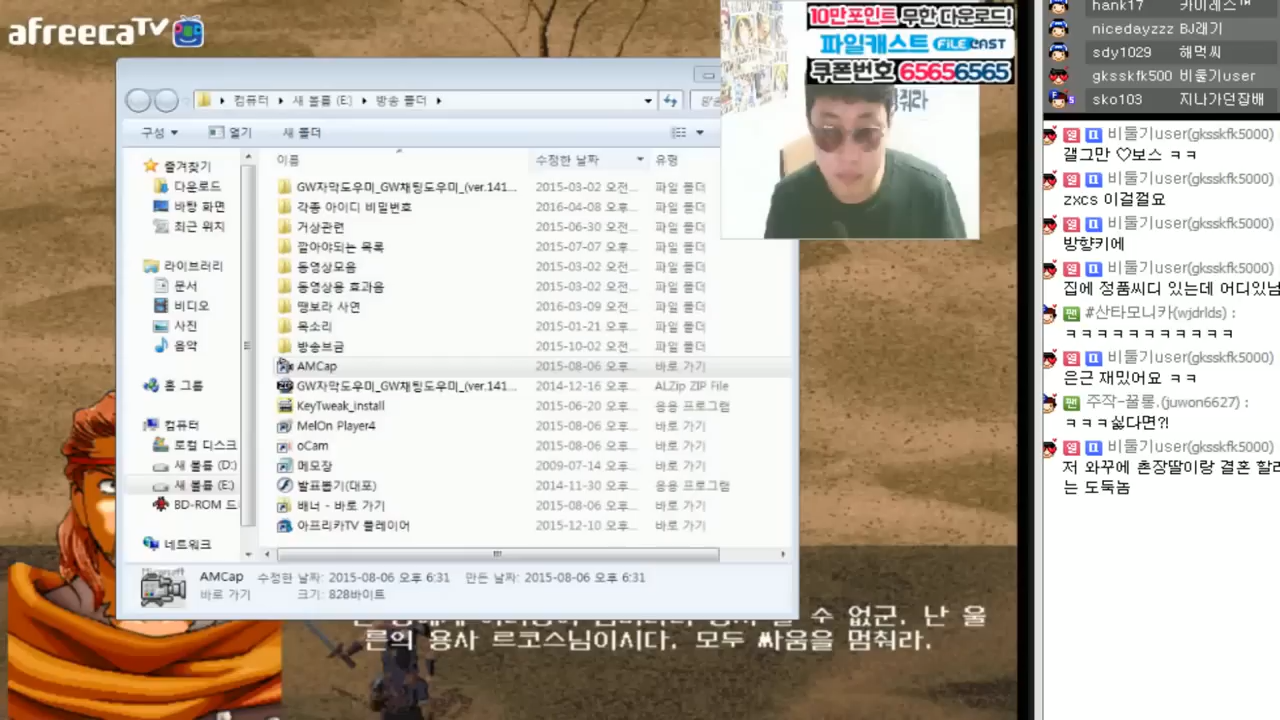 afreecaTV
10만포인트 무한 다운로드!
파일캐스트 FILECAST
쿠폰번호 65656565
컴퓨터 ▸ 새 볼륨 (E:) ▸ 방송 폴더 ▸
구성 열기 새 폴더
이름 수정한 날짜 유형
즐겨찾기
다운로드
바탕 화면
최근 위치
라이브러리
문서
비디오
사진
음악
홈 그룹
컴퓨터
로컬 디스크
새 볼륨 (D:)
새 볼륨 (E:)
BD-ROM 드
네트워크
GW자막도우미_GW채팅도우미_(ver.141... 2015-03-02 오전... 파일 폴더
각종 아이디 비밀번호 2016-04-08 오후... 파일 폴더
거상관련 2015-06-30 오후... 파일 폴더
깔아야되는 목록 2015-07-07 오후... 파일 폴더
동영상모음 2015-03-02 오전... 파일 폴더
동영상용 효과음 2015-03-02 오전... 파일 폴더
땡보라 사연 2016-03-09 오전... 파일 폴더
목소리 2015-01-21 오후... 파일 폴더
방송브금 2015-10-02 오전... 파일 폴더
AMCap 2015-08-06 오후... 바로 가기
GW자막도우미_GW채팅도우미_(ver.141... 2014-12-16 오후... ALZip ZIP File
KeyTweak_install 2015-06-20 오후... 응용 프로그램
MelOn Player4 2015-08-06 오후... 바로 가기
oCam 2015-08-06 오후... 바로 가기
메모장 2009-07-14 오후... 바로 가기
발표뽑기(대포) 2014-11-30 오후... 응용 프로그램
배너 - 바로 가기 2015-08-06 오후... 바로 가기
아프리카TV 플레이어 2015-12-10 오후... 바로 가기
AMCap 수정한 날짜: 2015-08-06 오후 6:31 만든 날짜: 2015-08-06 오후 6:31
바로 가기 크기: 828바이트
수 없군. 난 울
른의 용사 르코스님이시다. 모두 싸움을 멈춰라.
hank17 카미레스™
nicedayzzz BJ래기
sdy1029 해먹씨
gksskfk500 비둘기user
sko103 지나가던잡배
열 비둘기user(gksskfk5000)
갤그만 ♡보스 ㅋㅋ
열 비둘기user(gksskfk5000)
zxcs 이걸껄요
열 비둘기user(gksskfk5000)
방향키에
열 비둘기user(gksskfk5000)
집에 정품씨디 있는데 어디있남
팬 #산타모니카(wjdrlds) :
ㅋㅋㅋㅋㅋㅋㅋㅋㅋㅋㅋ
열 비둘기user(gksskfk5000)
은근 재밌어요 ㅋㅋ
팬 주작-꿀롱.(juwon6627) :
ㅋㅋㅋ싫다면?!
열 비둘기user(gksskfk5000)
저 와꾸에 촌장딸이랑 결혼 할라
는 도둑놈